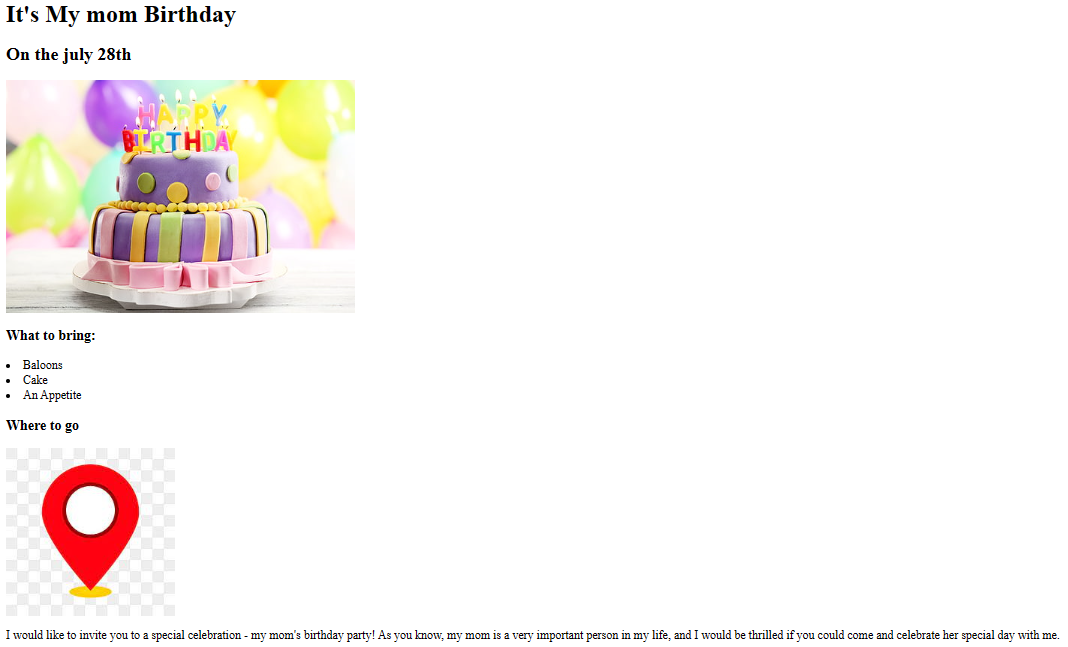 It's My mom Birthday
On the july 28th
HAPPY
BIRTHDAY
What to bring:
Baloons
Cake
An Appetite
Where to go
I would like to invite you to a special celebration - my mom's birthday party! As you know, my mom is a very important person in my life, and I would be thrilled if you could come and celebrate her special day with me.